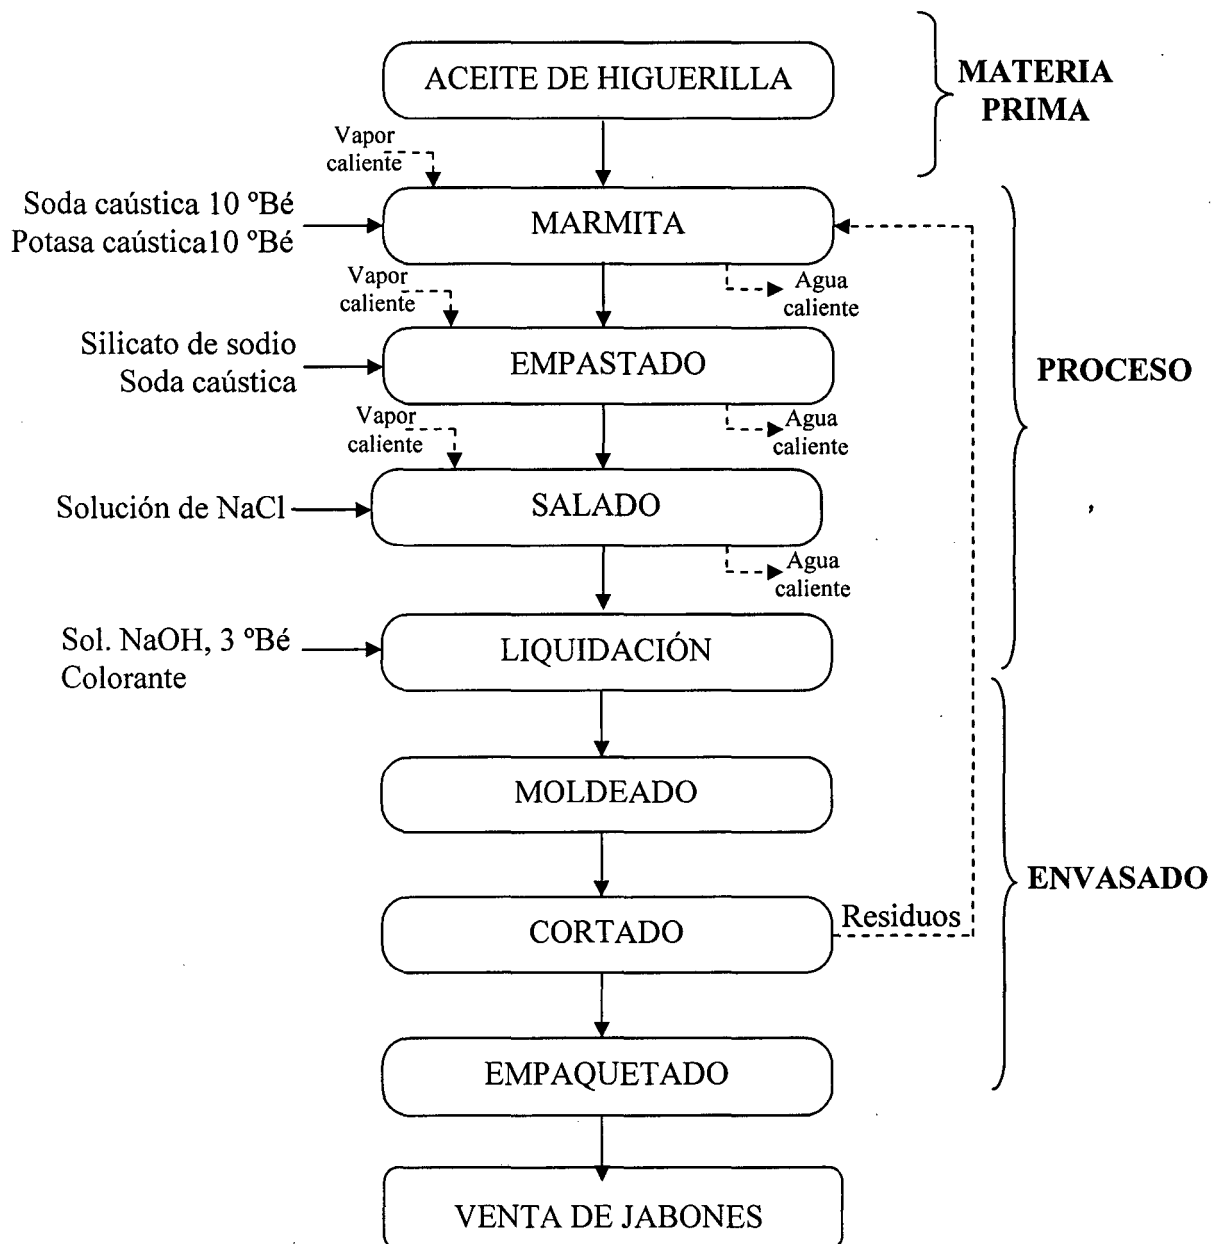 ACEITE DE HIGUERILLA
MATERIA
PRIMA
Vapor
caliente
Soda caústica 10 ºBé
Potasa caústica10 ºBé
MARMITA
Vapor
caliente
Agua
caliente
Silicato de sodio
Soda caústica
EMPASTADO
PROCESO
Vapor
caliente
Agua
caliente
Solución de NaCl
SALADO
Agua
caliente
Sol. NaOH, 3 ºBé
Colorante
LIQUIDACIÓN
MOLDEADO
ENVASADO
CORTADO
Residuos
EMPAQUETADO
VENTA DE JABONES